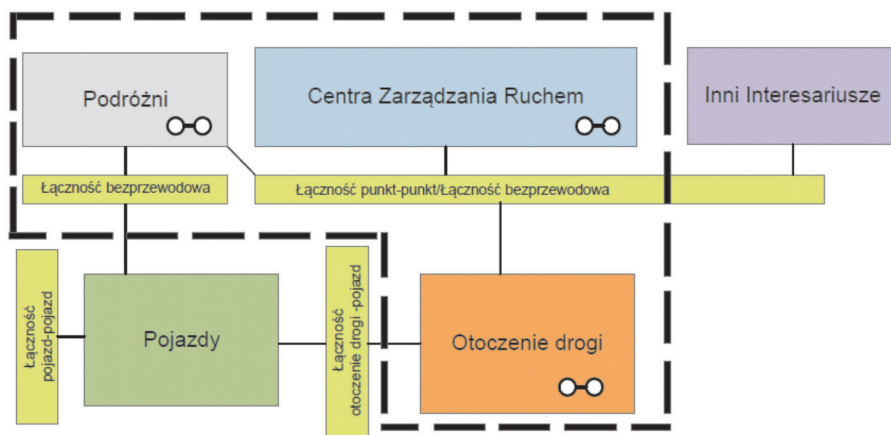 Podróżni
Centra Zarządzania Ruchem
Inni Interesariusze
Łączność bezprzewodowa
Łączność punkt-punkt/Łączność bezprzewodowa
Łączność
pojazd-pojazd
Pojazdy
Łączność
otoczenie drogi -pojazd
Otoczenie drogi